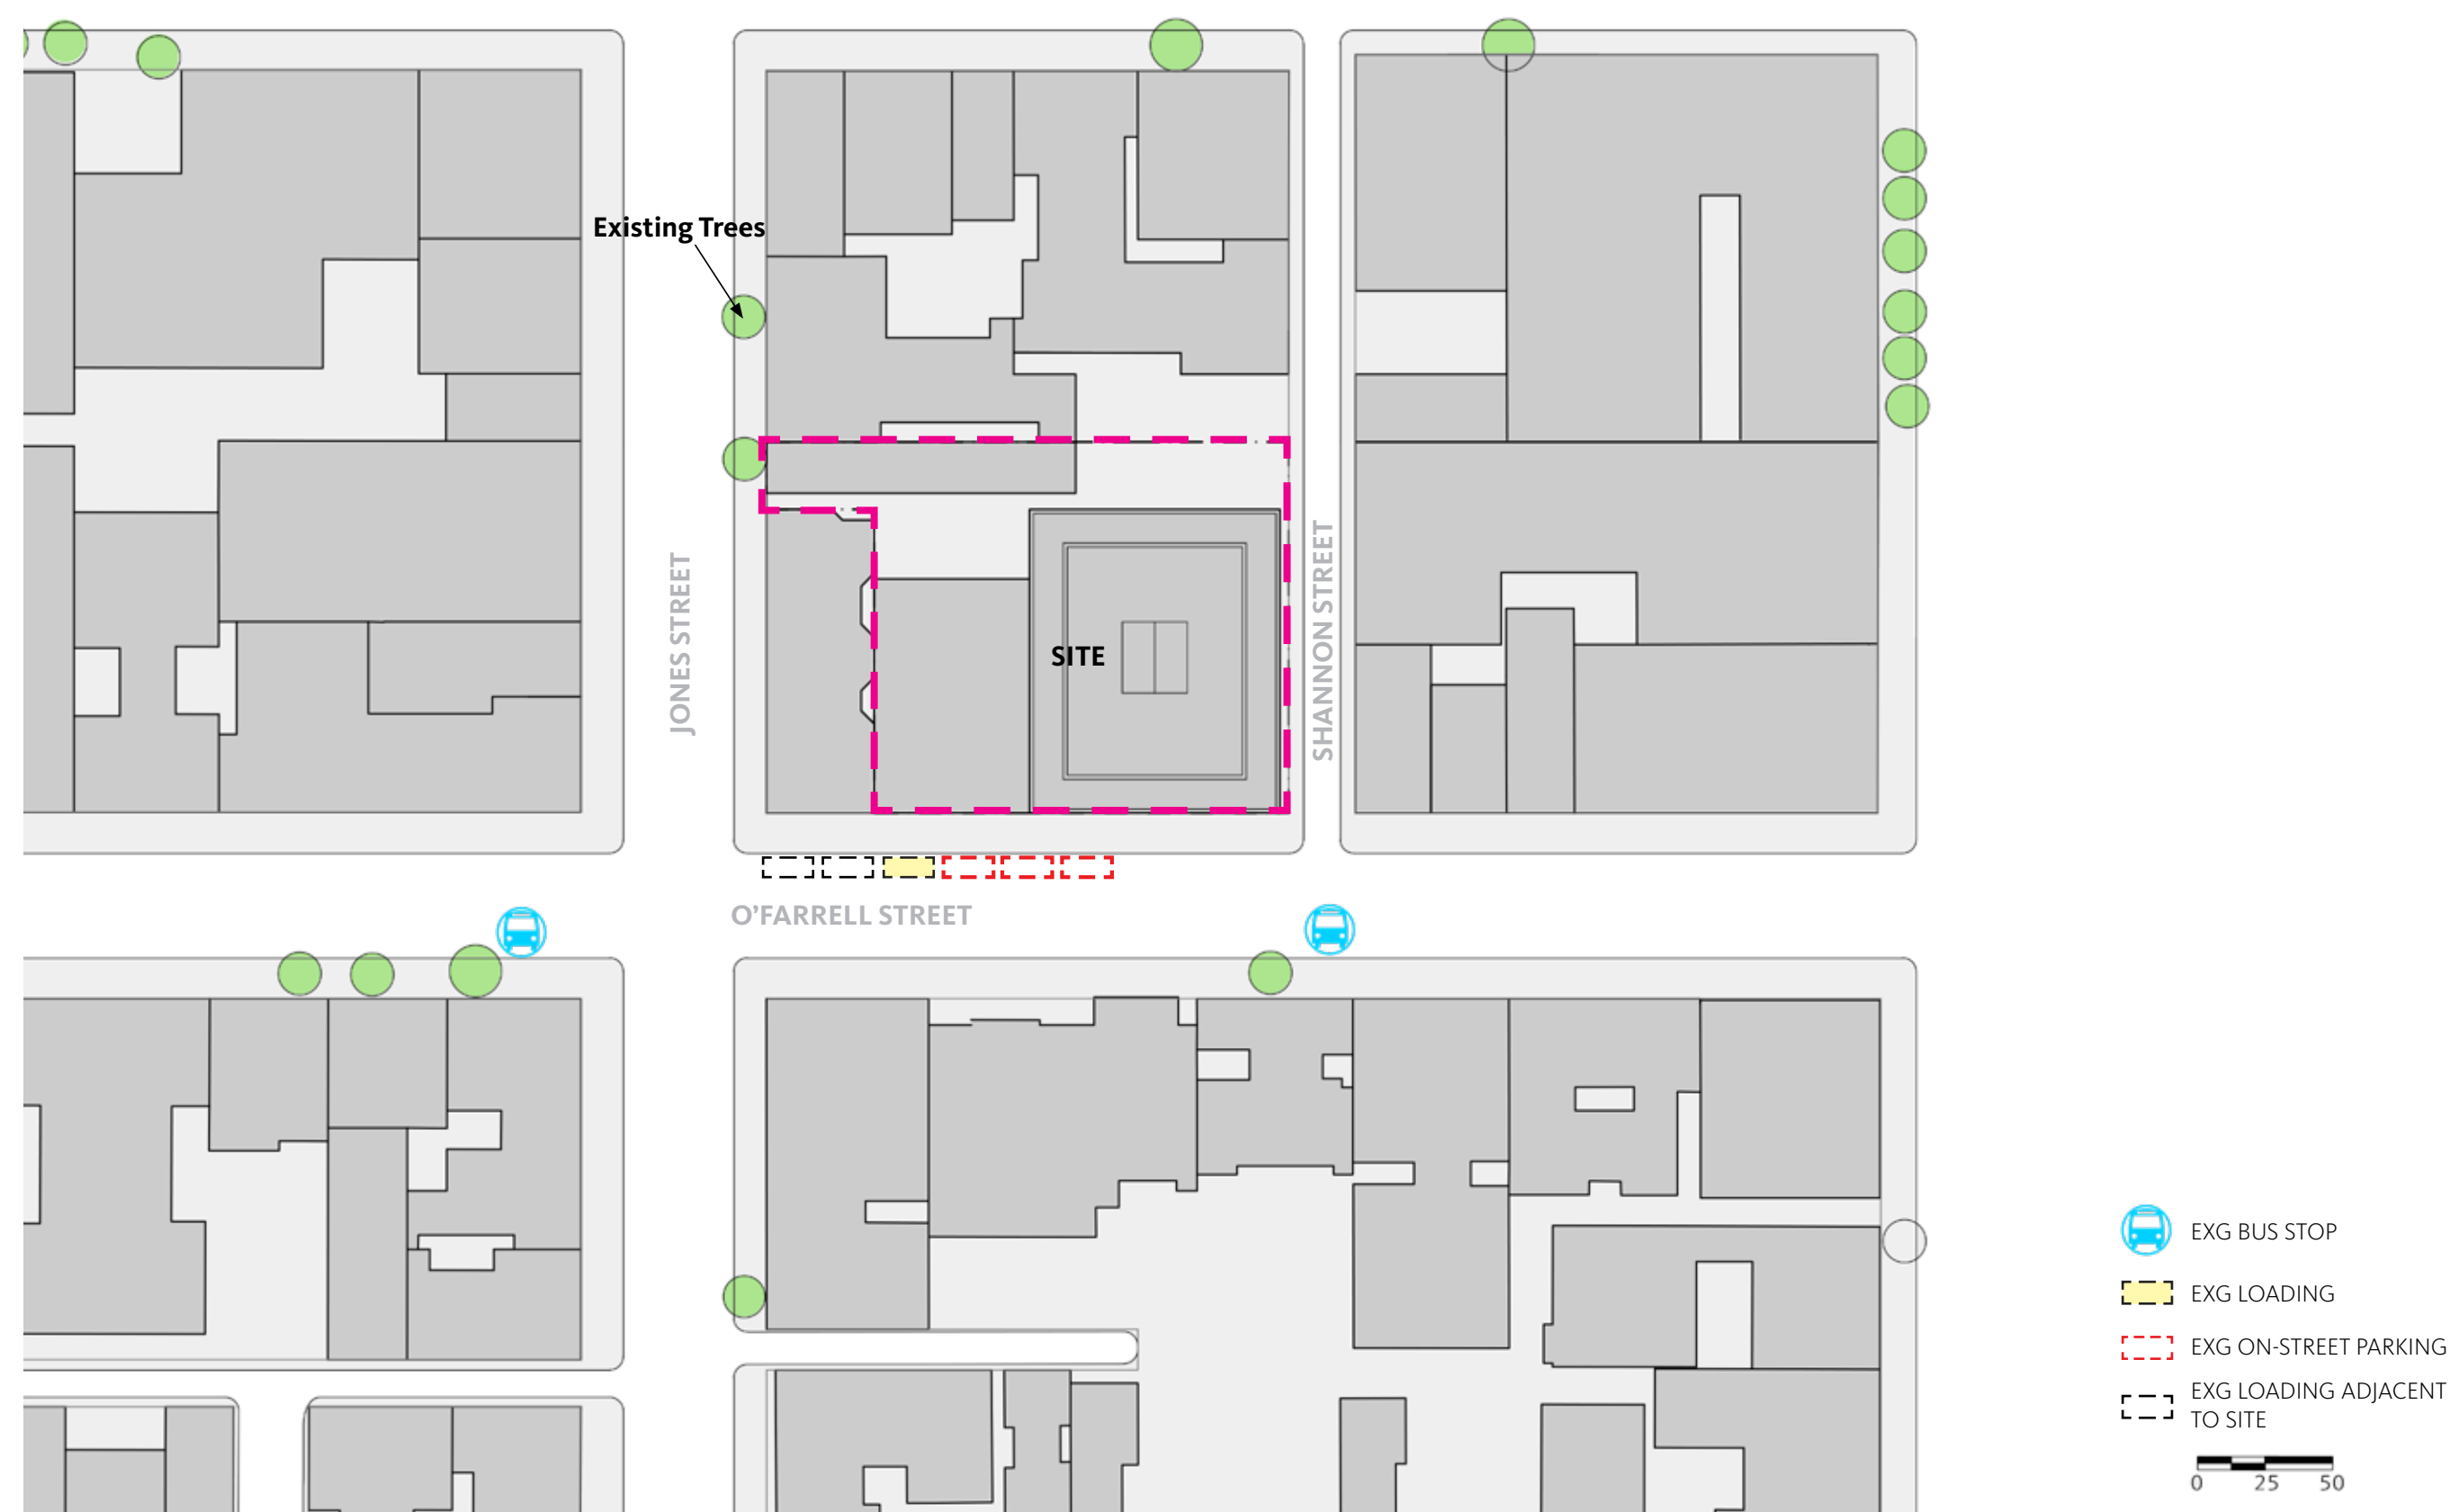 Existing Trees
JONES STREET
SITE
SHANNON STREET
O’FARRELL STREET
EXG BUS STOP
EXG LOADING
EXG ON-STREET PARKING
EXG LOADING ADJACENT
TO SITE
0 25 50